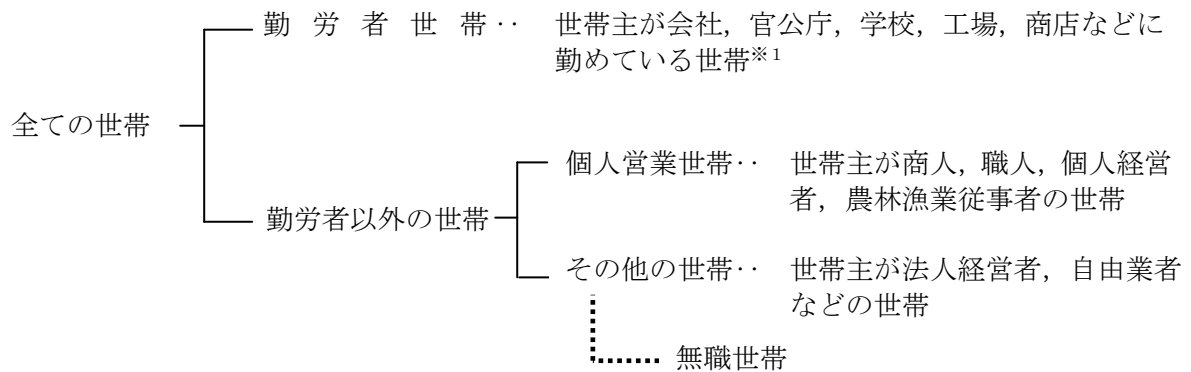 勤労者世帯‥ 世帯主が会社，官公庁，学校，工場，商店などに
勤めている世帯※1
全ての世帯
個人営業世帯‥ 世帯主が商人，職人，個人経営
者，農林漁業従事者の世帯
勤労者以外の世帯
その他の世帯‥ 世帯主が法人経営者，自由業者
などの世帯
無職世帯